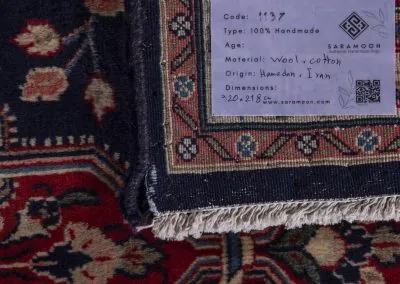 Code: 1137
SARAMOON
Type: 100% Handmade
Age:
Material: Wool, cotton
Origin: Hamedan, Iran
Dimensions:
www.saramoon.com